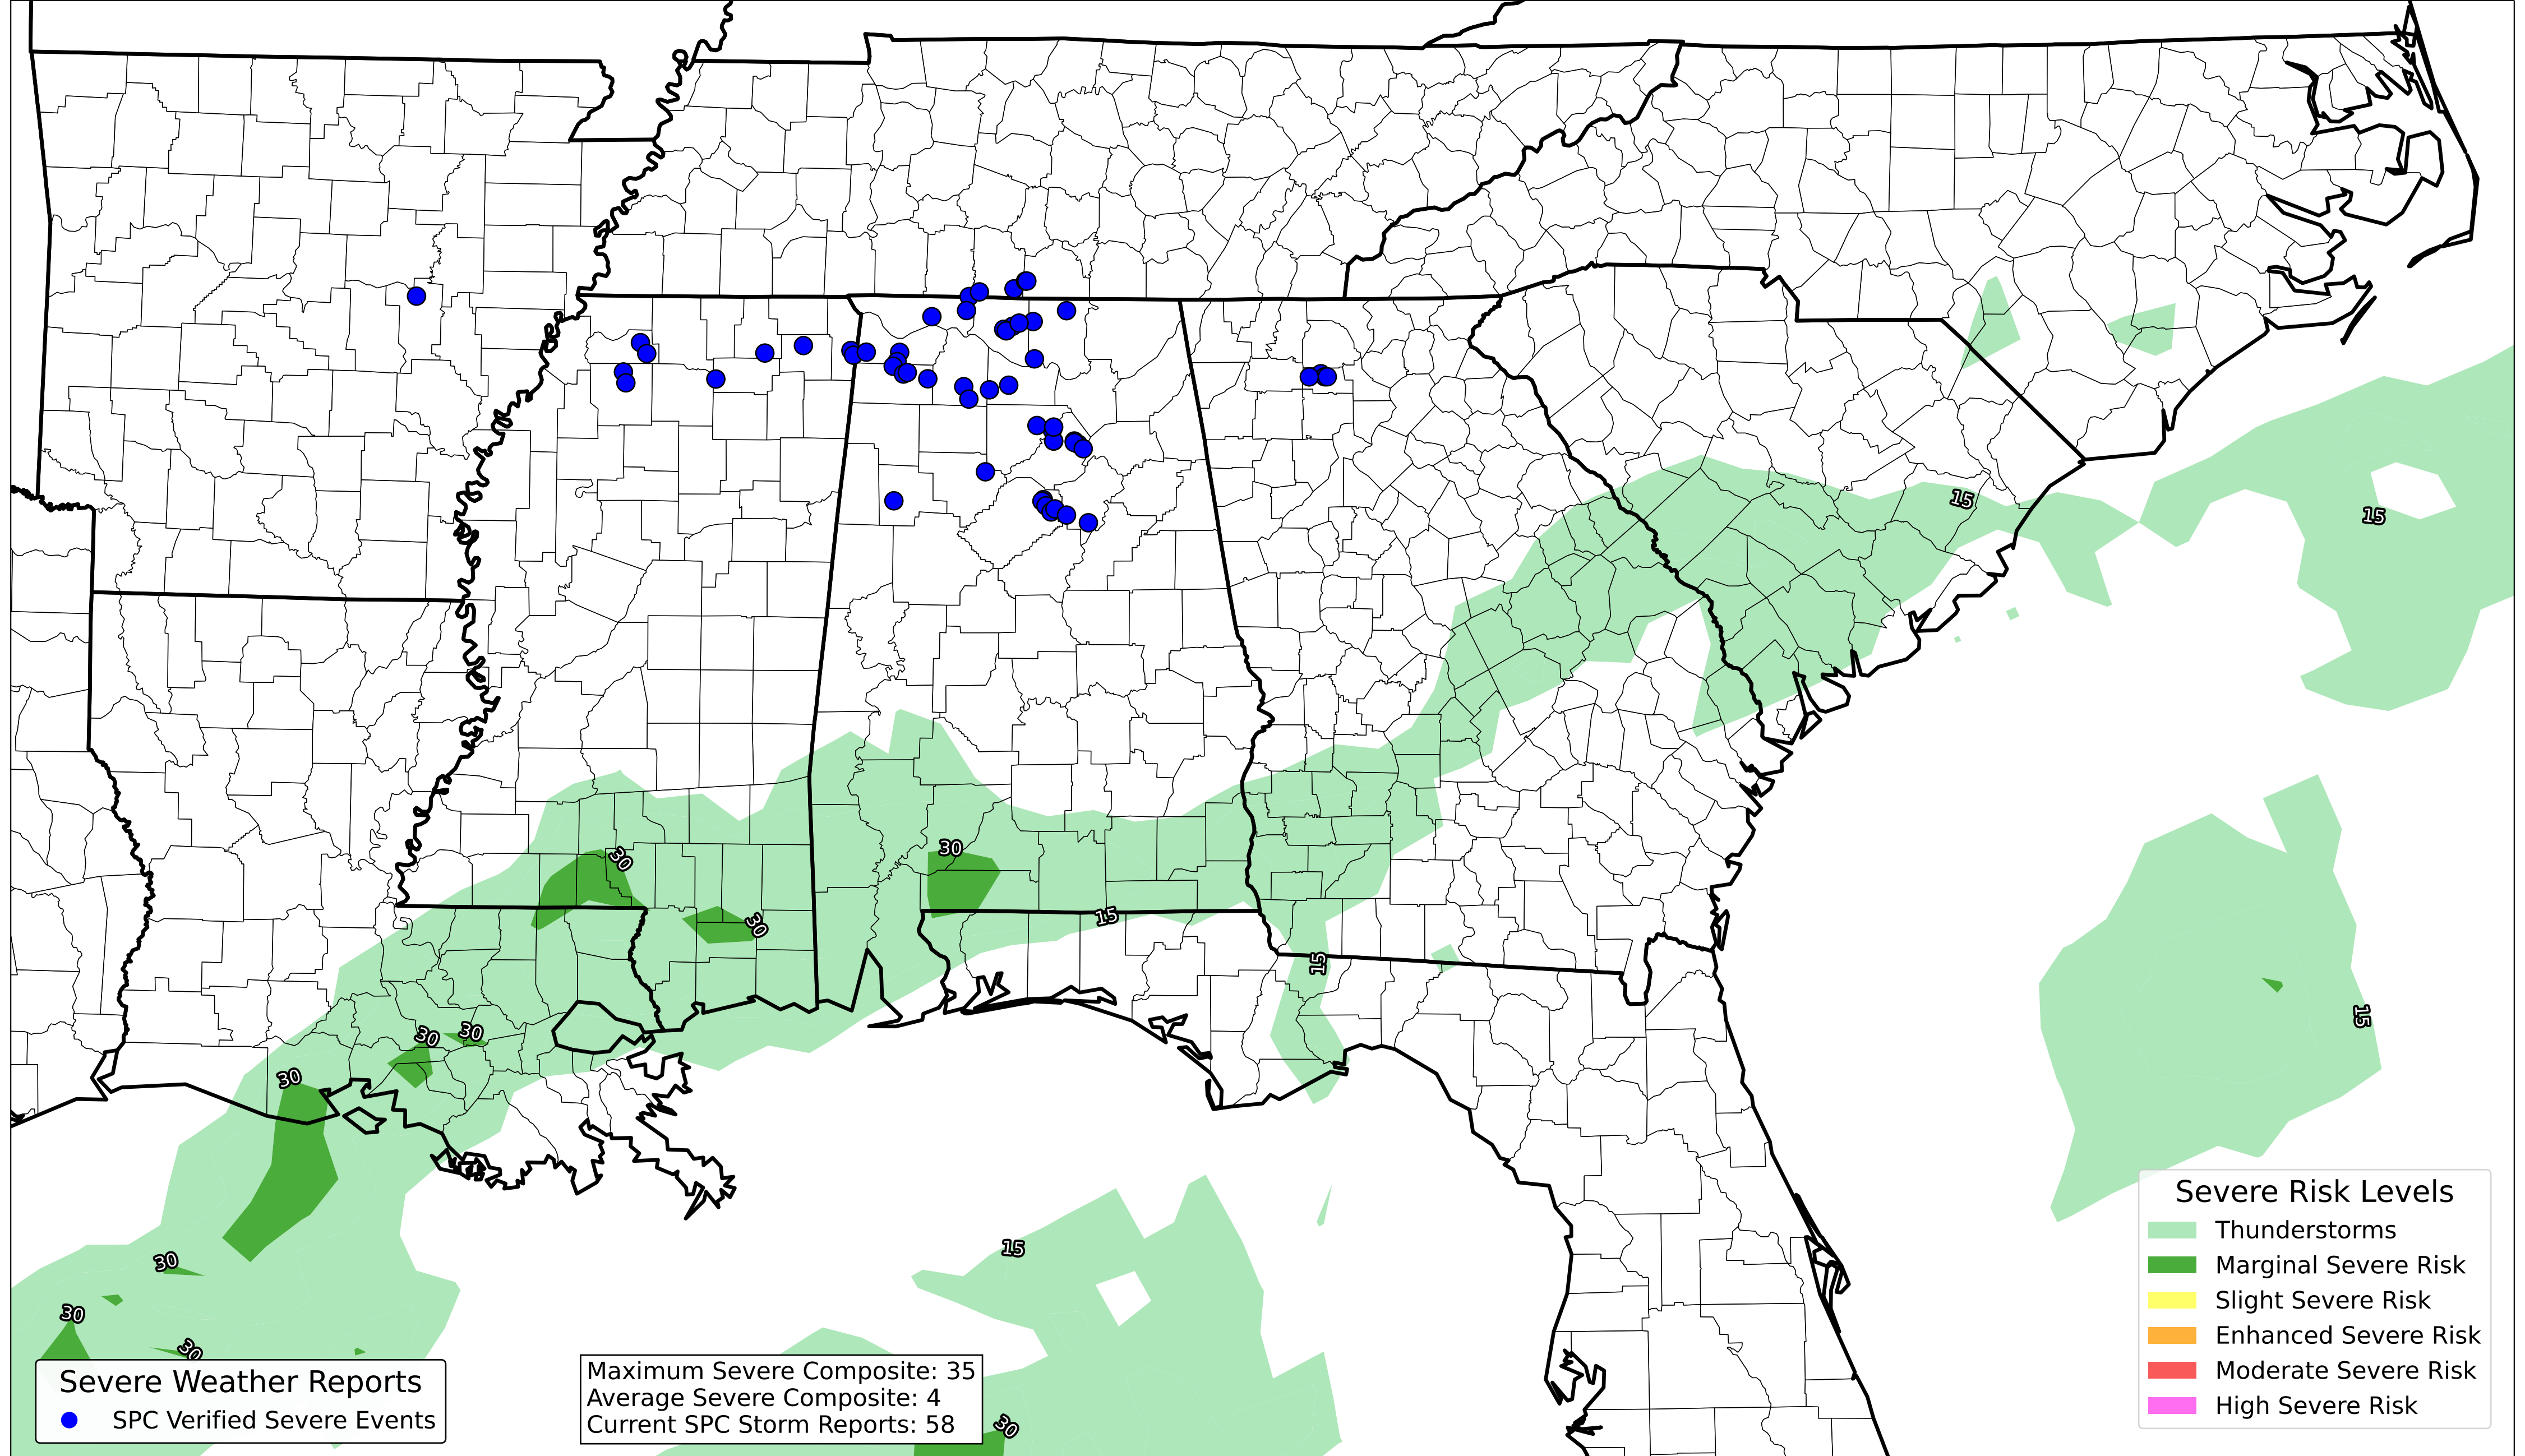 15
15
30
30
15
15
30
30
15
30
15
30
30
30
30
Severe Risk Levels
Thunderstorms
Marginal Severe Risk
Slight Severe Risk
Enhanced Severe Risk
Moderate Severe Risk
High Severe Risk
Severe Weather Reports
SPC Verified Severe Events
Maximum Severe Composite: 35
Average Severe Composite: 4
Current SPC Storm Reports: 58